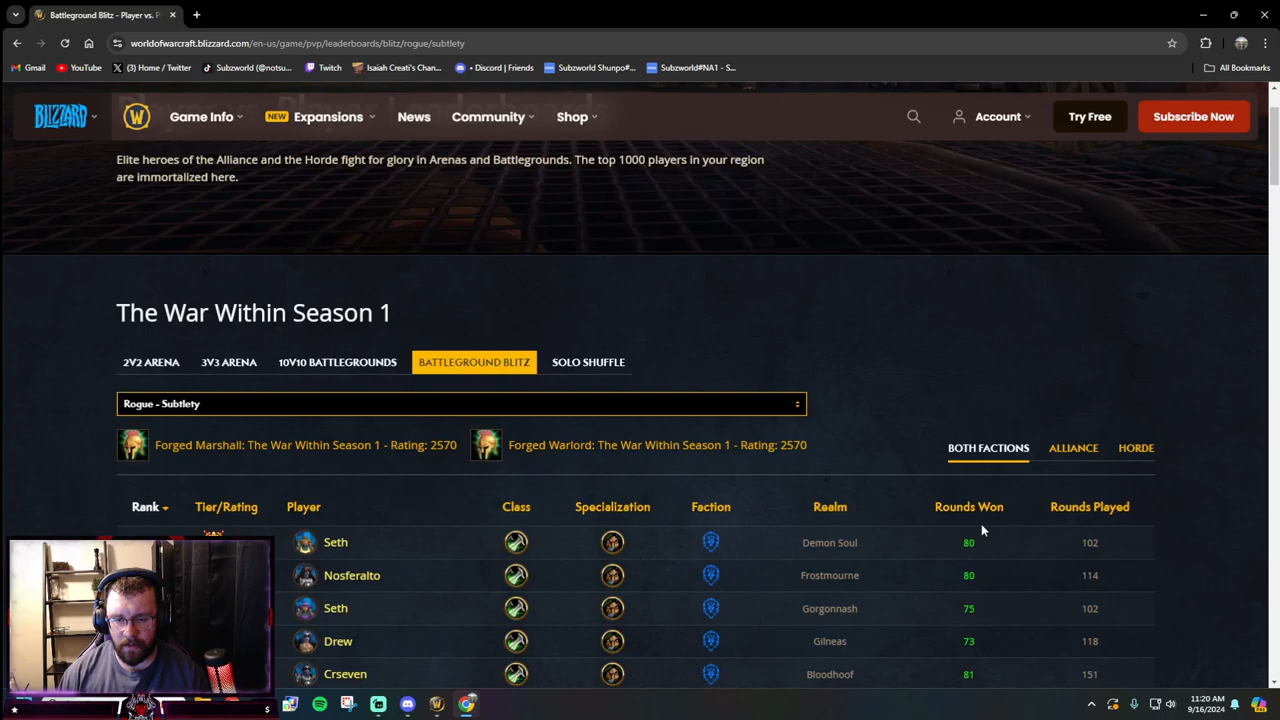 Battleground Blitz - Player vs. P
worldofwarcraft.blizzard.com/en-us/game/pvp/leaderboards/blitz/rogue/subtlety
Gmail YouTube (3) Home / Twitter Subzworld (@notsu... Twitch Isaiah Creati's Chan... • Discord | Friends Subzworld Shunpo#... Subzworld#NA1 - S... All Bookmarks
BLIZZARD W Game Info NEW Expansions News Community Shop Account Try Free Subscribe Now
Player vs. Player Leaderboards
Elite heroes of the Alliance and the Horde fight for glory in Arenas and Battlegrounds. The top 1000 players in your region
are immortalized here.
The War Within Season 1
2V2 ARENA 3V3 ARENA 10V10 BATTLEGROUNDS BATTLEGROUND BLITZ SOLO SHUFFLE
Rogue - Subtlety
Forged Marshall: The War Within Season 1 - Rating: 2570 Forged Warlord: The War Within Season 1 - Rating: 2570 BOTH FACTIONS ALLIANCE HORDE
Rank Tier/Rating Player Class Specialization Faction Realm Rounds Won Rounds Played
Seth Demon Soul 80 102
Nosferalto Frostmourne 80 114
Seth Gorgonnash 75 102
Drew Gilneas 73 118
Crseven Bloodhoof 81 151
$ 11:20 AM
9/16/2024